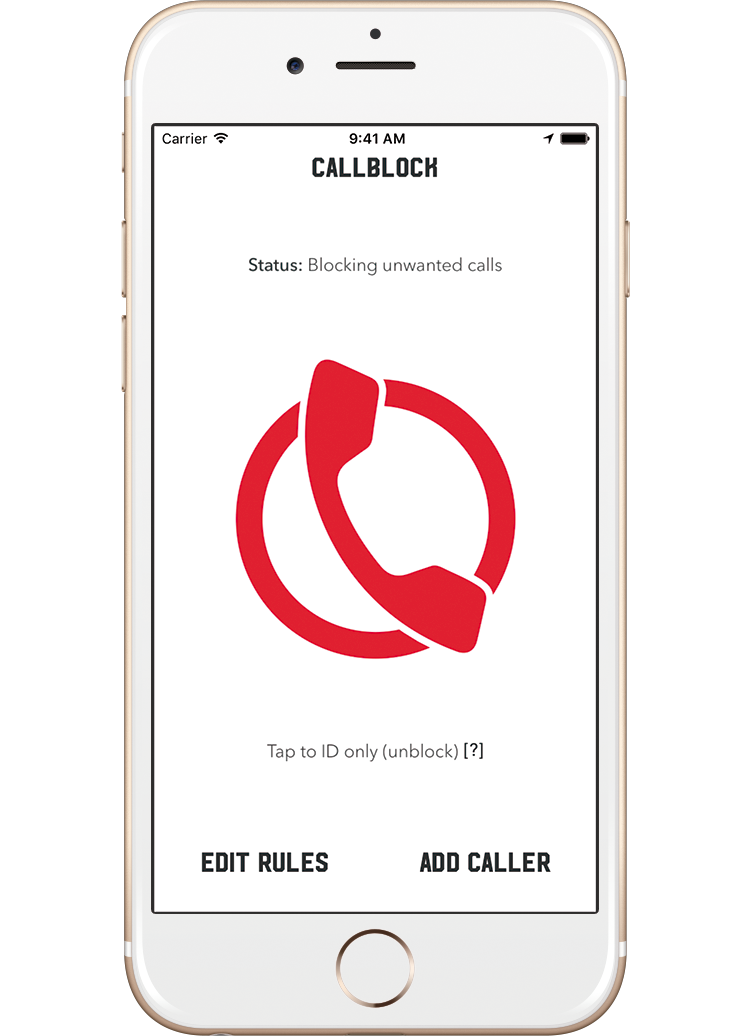 Carrier 9:41 AM
CALLBLOCK
Status: Blocking unwanted calls
Tap to ID only (unblock) [?]
EDIT RULES ADD CALLER